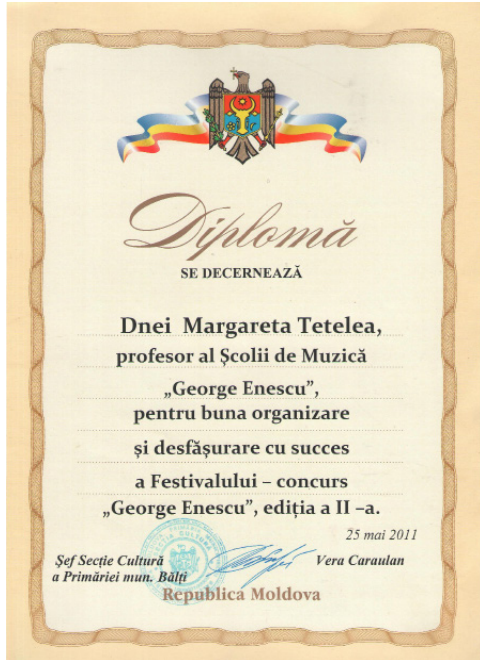 Diplomă
SE DECERNEAZĂ
Dnei Margareta Tetelea,
profesor al Școlii de Muzică
„George Enescu”,
pentru buna organizare
și desfășurare cu succes
a Festivalului – concurs
„George Enescu”, ediția a II –a.
25 mai 2011
Șef Secție Cultură
a Primăriei mun. Bălți
Vera Caraulan
Republica Moldova